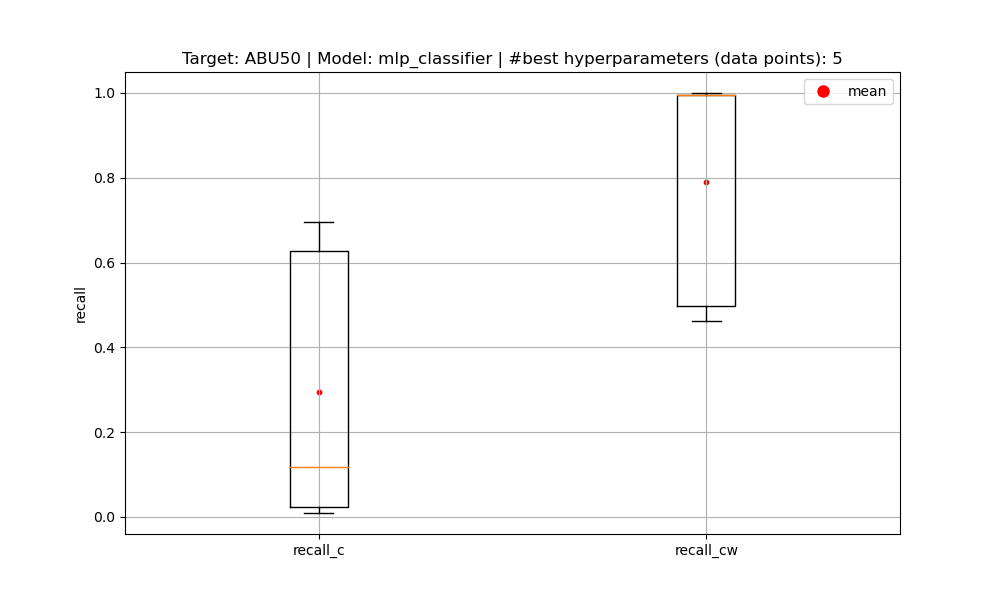 Target: ABU50 | Model: mlp_classifier | #best hyperparameters (data points): 5
mean
1.0
0.8
0.6
0.4
0.2
0.0
recall
recall_c
recall_cw